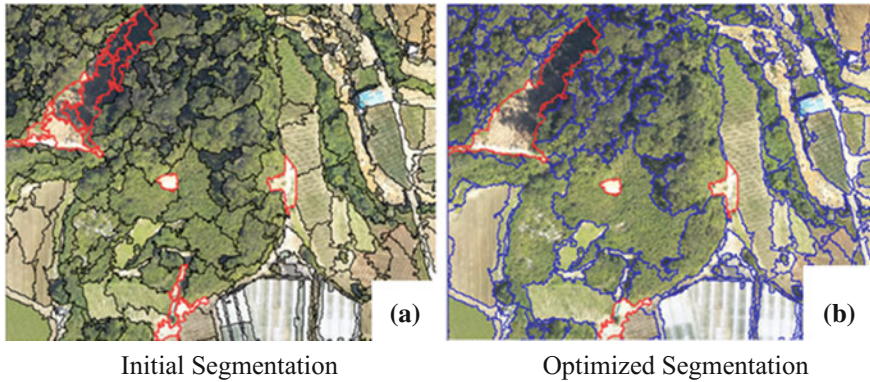 (a)
(b)
Initial Segmentation
Optimized Segmentation